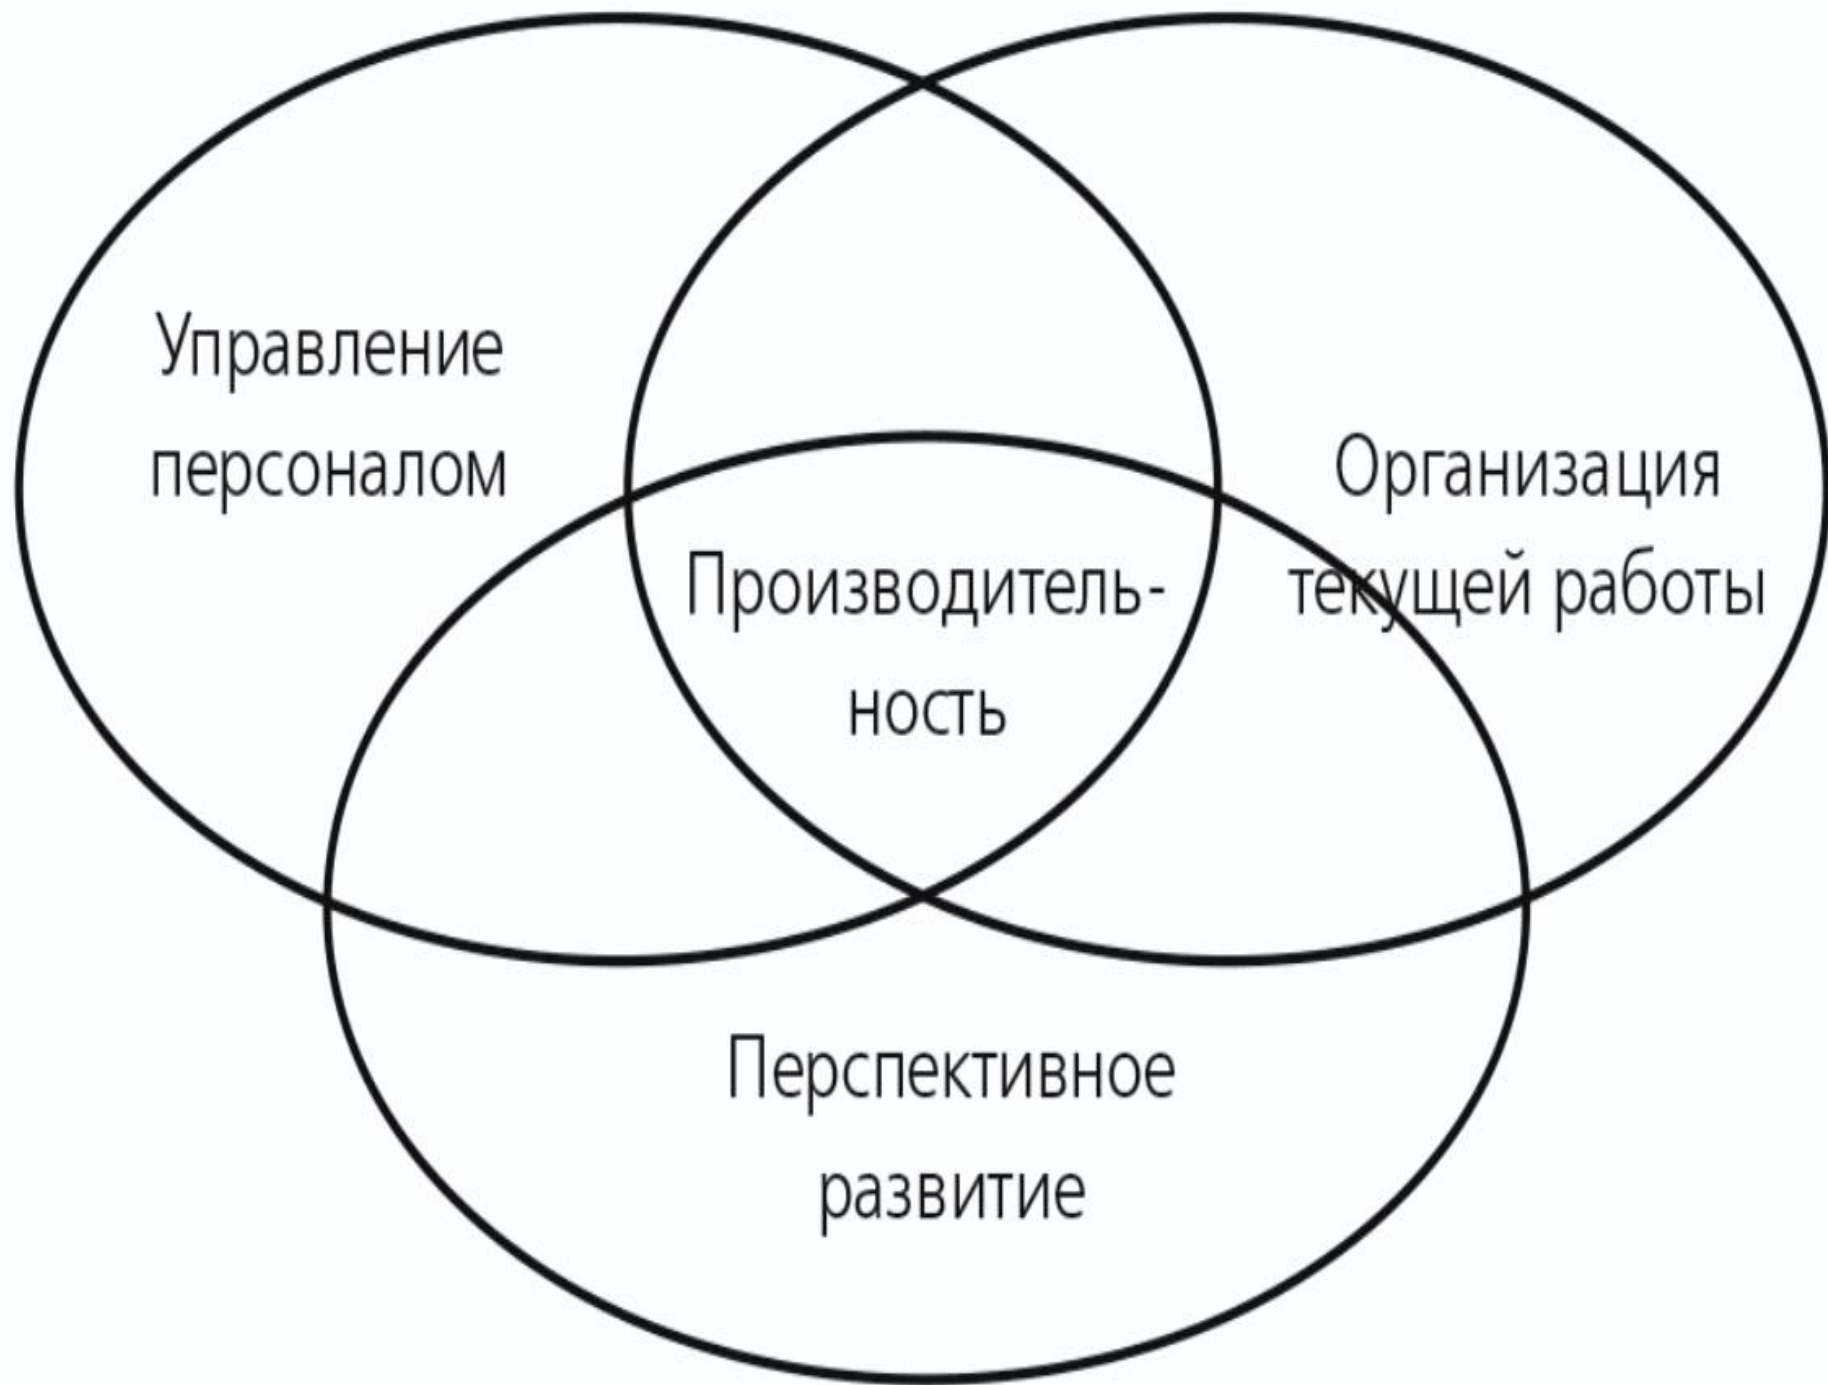 Управление
персоналом
Организация
текущей работы
Производитель-
ность
Перспективное
развитие